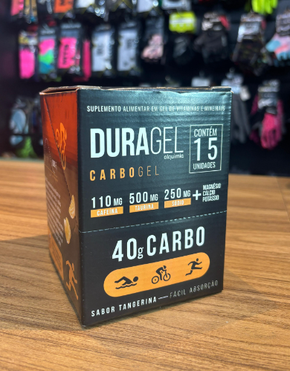 SUPLEMENTO ALIMENTAR EM GEL DE VITAMINAS E MINERAIS
DURAGEL
alquimia
CONTÉM
15
UNIDADES
CARBOGEL
110 MG
CAFEÍNA
500 MG
TAURINA
250 MG
SÓDIO
+
MAGNÉSIO
CÁLCIO
POTÁSSIO
40g CARBO
SABOR TANGERINA — FÁCIL ABSORÇÃO